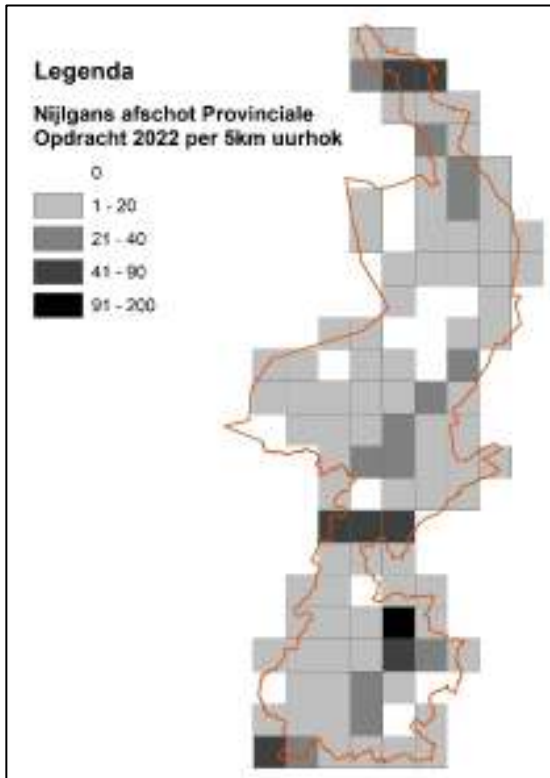 Legenda
Nijlgans afschot Provinciale
Opdracht 2022 per 5km uurhok
0
1 - 20
21 - 40
41 - 90
91 - 200